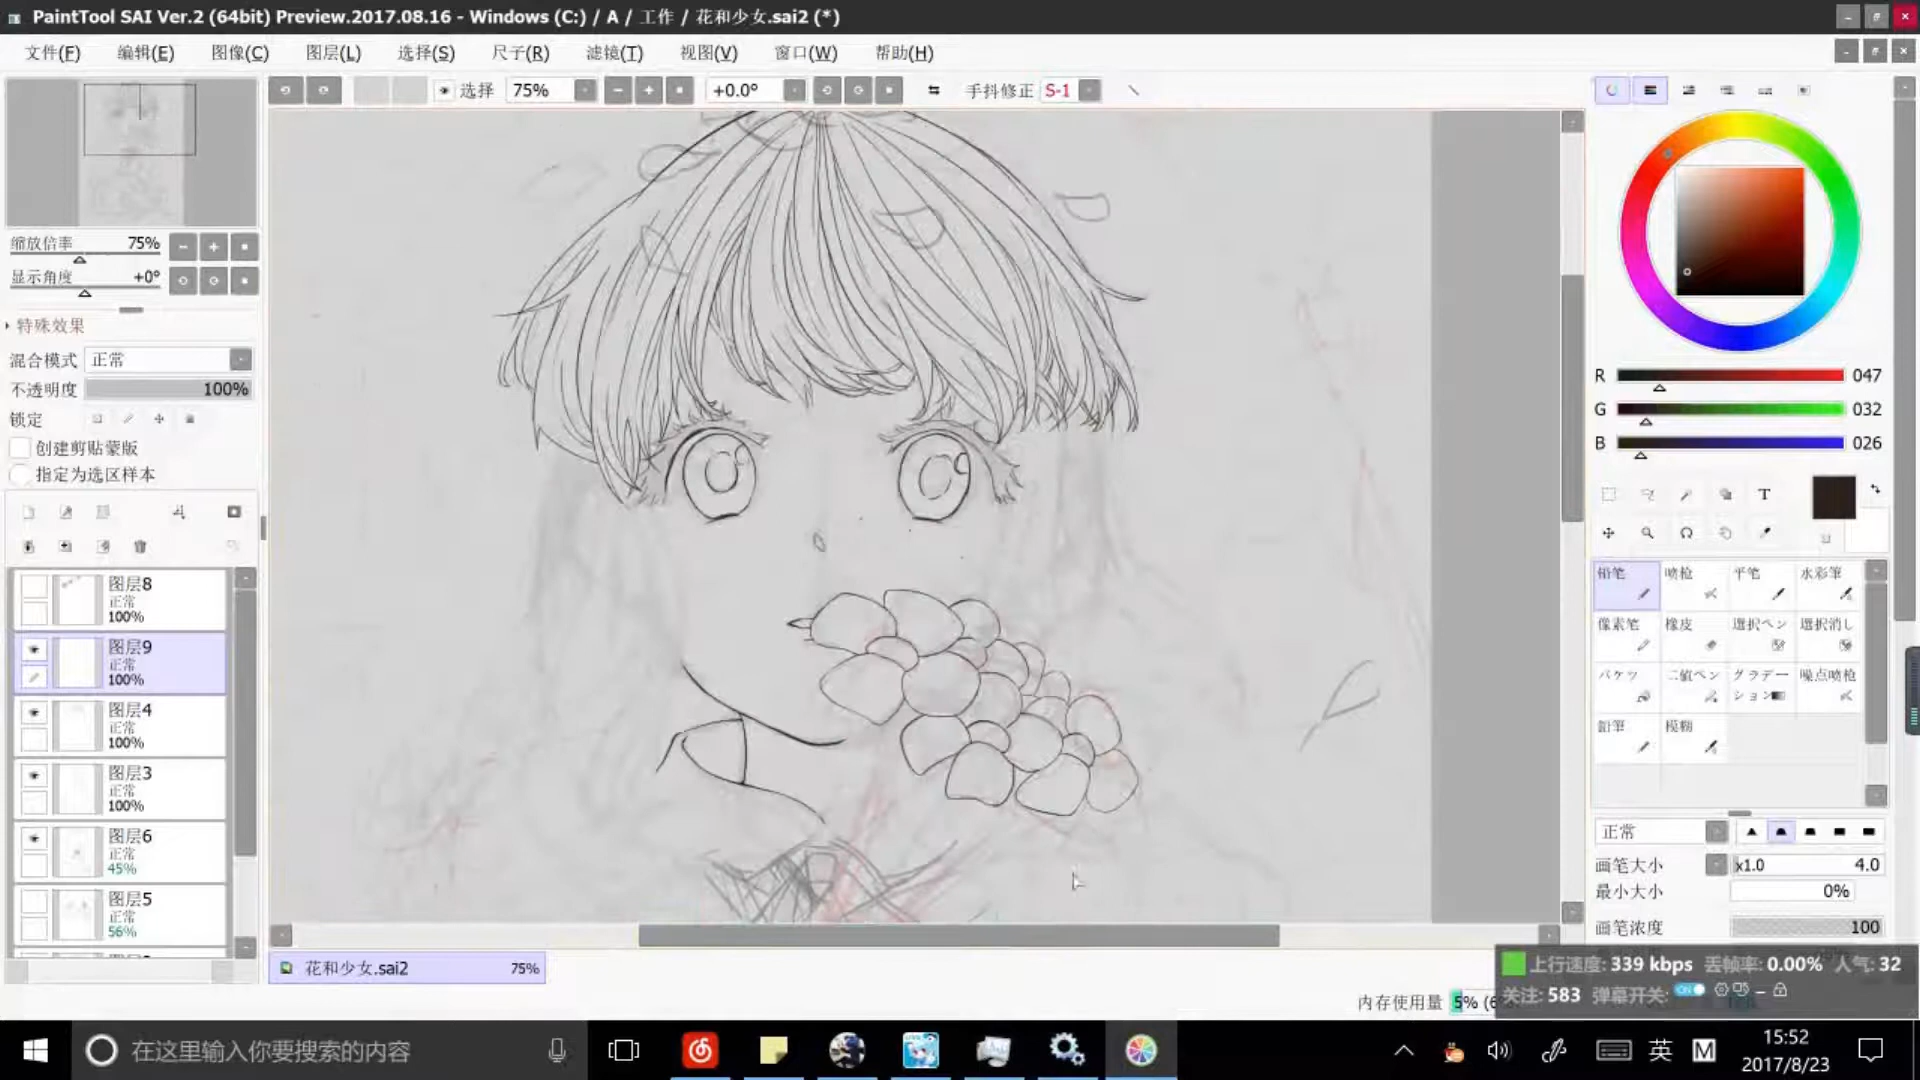 PaintTool SAI Ver.2 (64bit) Preview.2017.08.16 - Windows (C:) / A / 工作 / 花和少女.sai2 (*)
文件(F) 编辑(E) 图像(C) 图层(L) 选择(S) 尺子(R) 滤镜(T) 视图(V) 窗口(W) 帮助(H)
选择 75% +0.0° 手抖修正 S-1
缩放倍率 75%
显示角度 +0°
特殊效果
混合模式 正常
不透明度 100%
锁定
创建剪贴蒙版
指定为选区样本
图层8
正常
100%
图层9
正常
100%
图层4
正常
100%
图层3
正常
100%
图层6
正常
45%
图层5
正常
56%
R 047
G 032
B 026
T
铅笔 喷枪 平笔 水彩筆
像素笔 橡皮 選択ペン 選択消し
バケツ 二値ペン グラデーション 噪点喷枪
鉛筆 模糊
正常
画笔大小 x1.0 4.0
最小大小 0%
画笔浓度 100
花和少女.sai2 75%
内存使用量 5%
上行速度: 339 kbps 丢帧率: 0.00% 人气: 32
关注: 583 弹幕开关: ON
在这里输入你要搜索的内容
英 M
15:52
2017/8/23